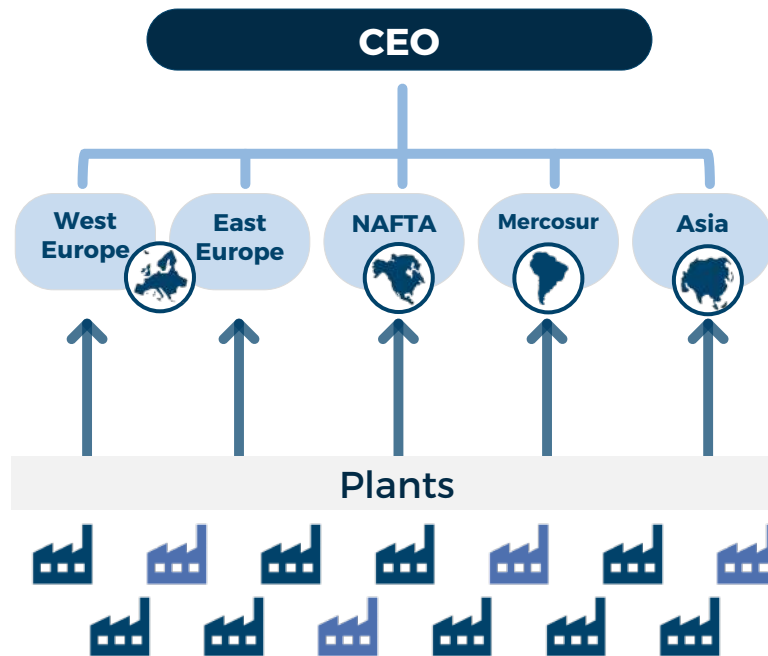 CEO
West
Europe
East
Europe
NAFTA
Mercosur
Asia
Plants